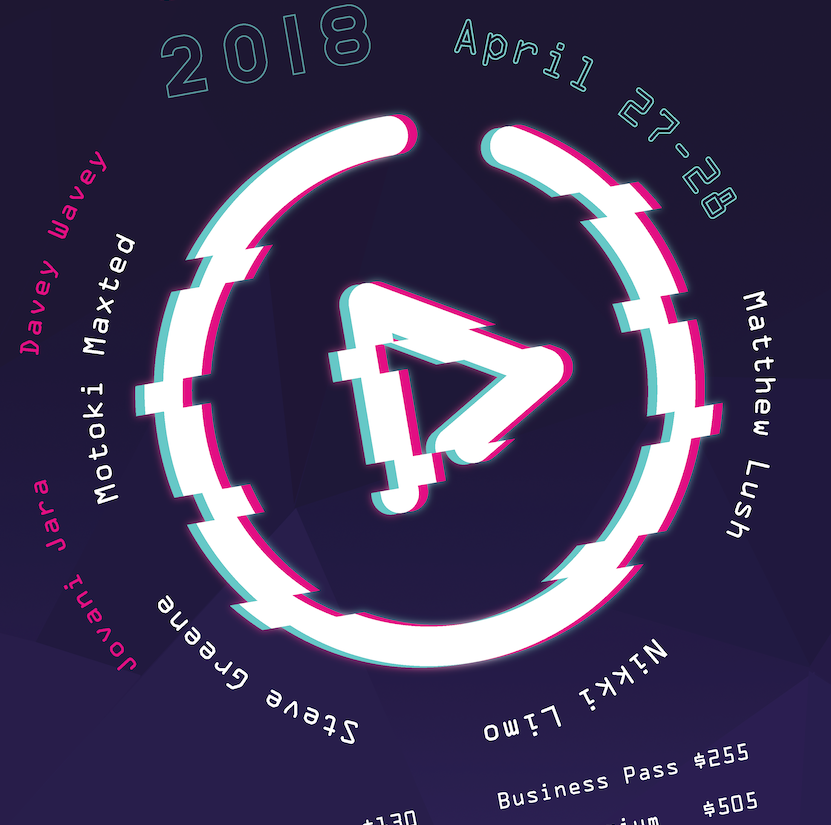 2018
April 27-28
Davey Wavey
Motoki Maxted
Matthew Lush
Jovani Jara
Steve Greene
Nikki Limo
Business Pass $255
$130
$505